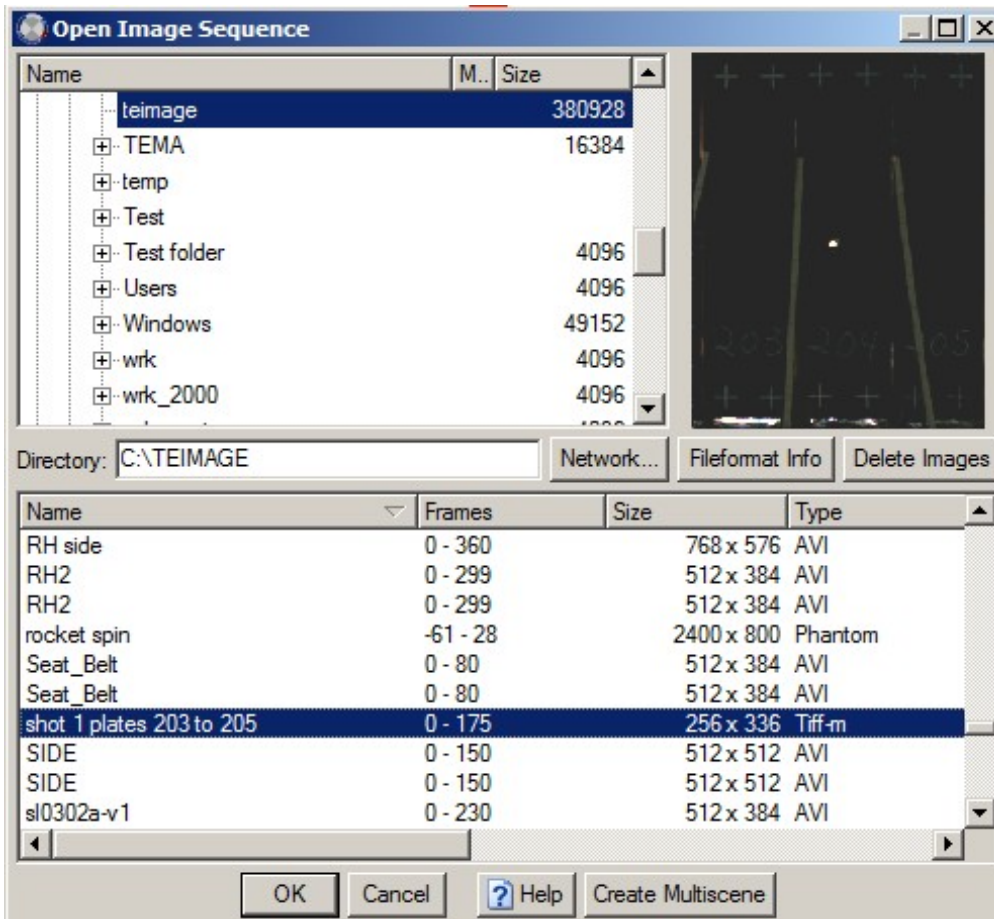 Open Image Sequence
Name M.. Size
teimage 380928
TEMA 16384
temp
Test
Test folder 4096
Users 4096
Windows 49152
wrk 4096
wrk_2000 4096
203 204 205
Directory: C:\TEIMAGE Network... Fileformat Info Delete Images
Name Frames Size Type
RH side 0 - 360 768 x 576 AVI
RH2 0 - 299 512 x 384 AVI
RH2 0 - 299 512 x 384 AVI
rocket spin -61 - 28 2400 x 800 Phantom
Seat_Belt 0 - 80 512 x 384 AVI
Seat_Belt 0 - 80 512 x 384 AVI
shot 1 plates 203 to 205 0 - 175 256 x 336 Tiff-m
SIDE 0 - 150 512 x 512 AVI
SIDE 0 - 150 512 x 512 AVI
sl0302a-v1 0 - 230 512 x 384 AVI
OK Cancel Help Create Multiscene